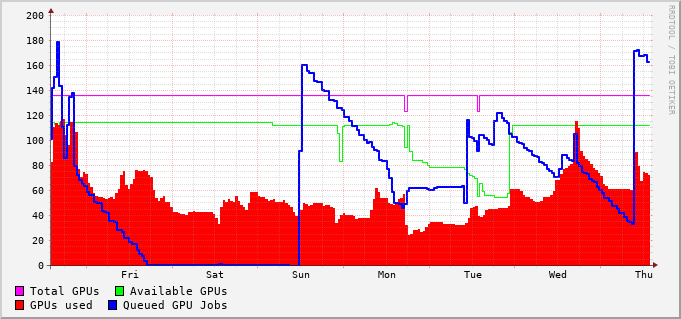 200
180
160
140
120
100
80
60
40
20
0
Fri Sat Sun Mon Tue Wed Thu
Total GPUs Available GPUs
GPUs used Queued GPU Jobs
RRDTOOL / TOBI OETIKER